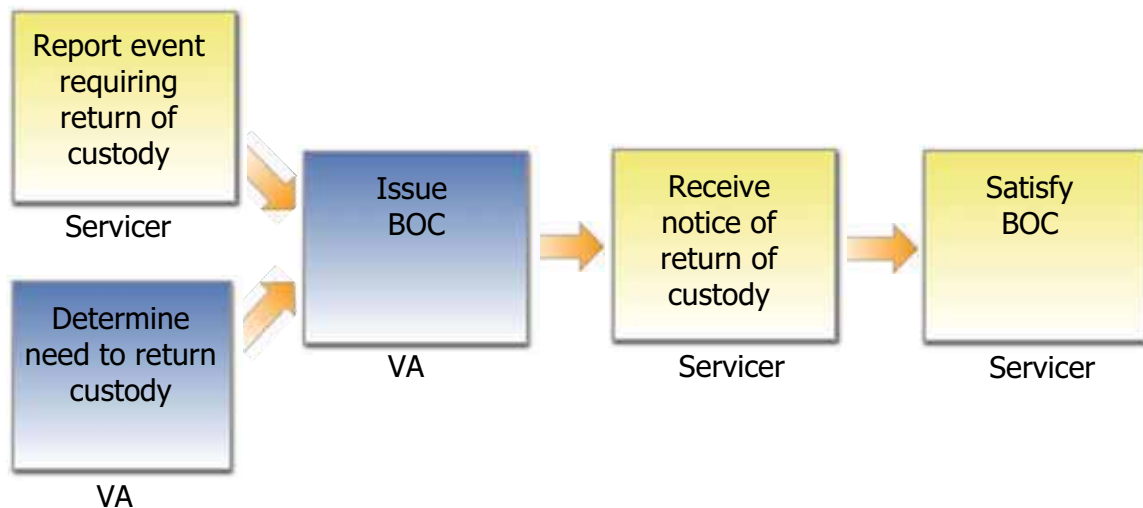 Report event
requiring
return of
custody
Servicer
Determine
need to return
custody
VA
Issue
BOC
VA
Receive
notice of
return of
custody
Servicer
Satisfy
BOC
Servicer